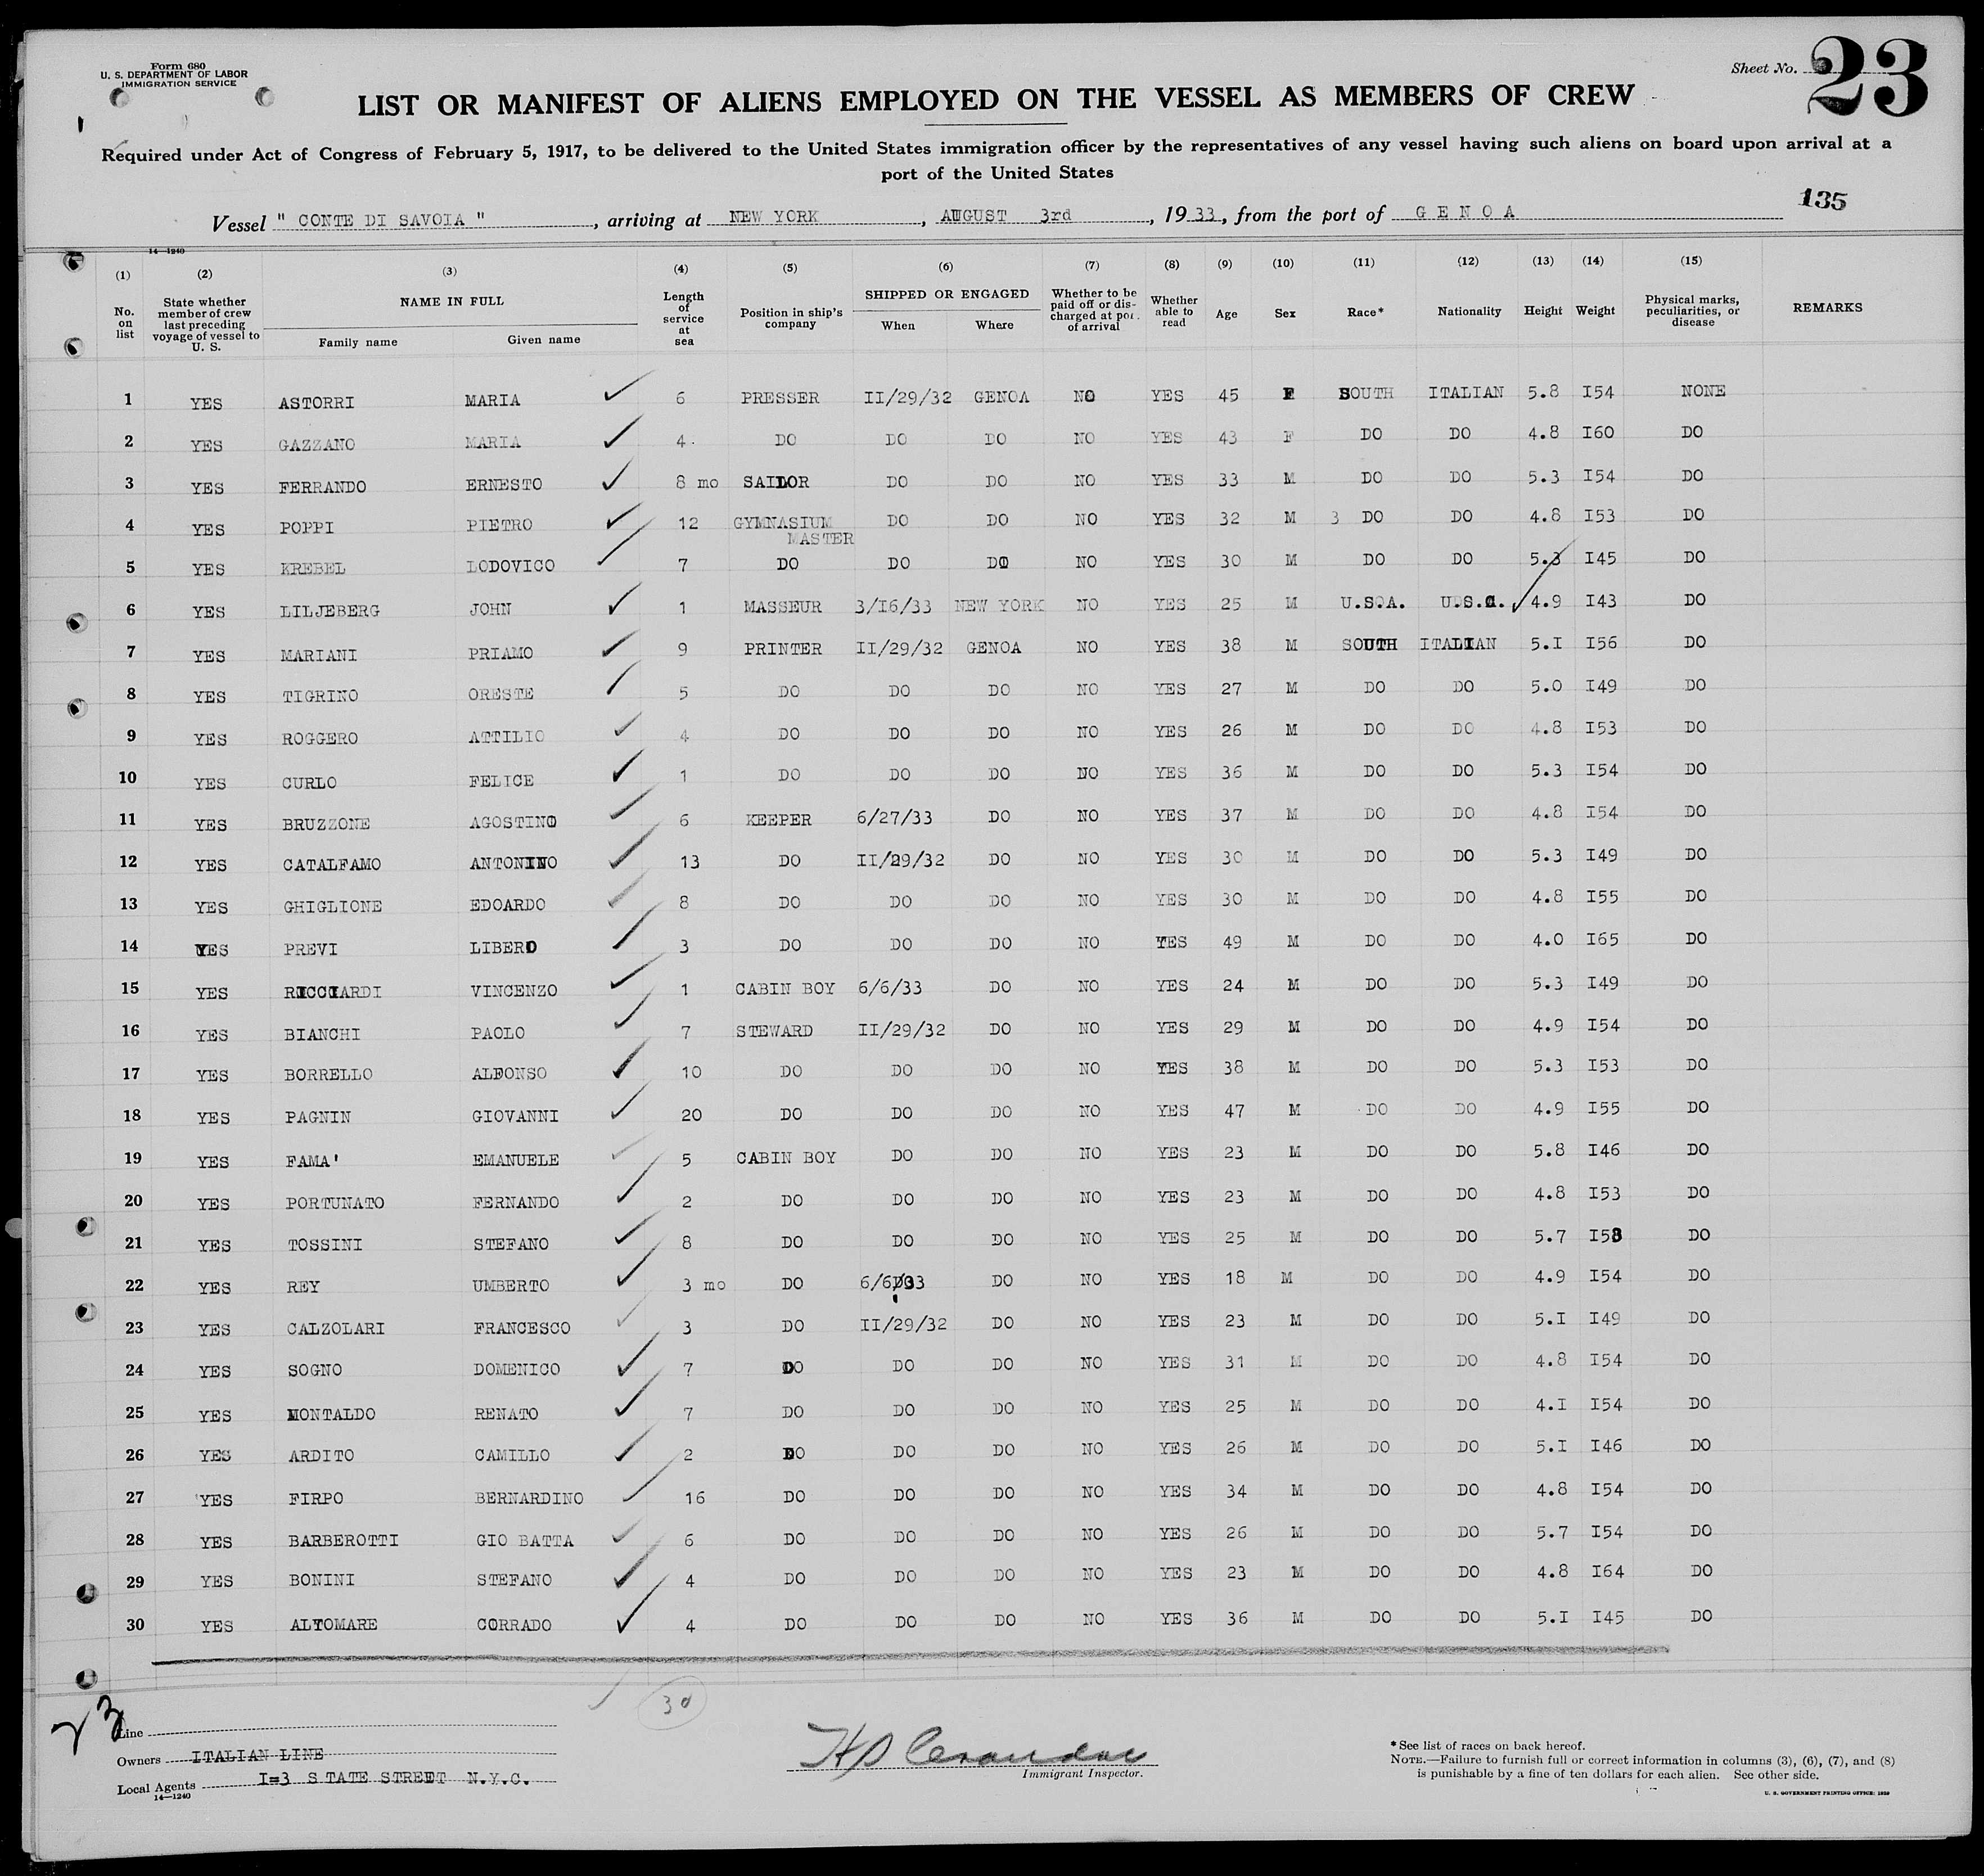 Form 680
U. S. DEPARTMENT OF LABOR
IMMIGRATION SERVICE
Sheet No. 23
LIST OR MANIFEST OF ALIENS EMPLOYED ON THE VESSEL AS MEMBERS OF CREW
Required under Act of Congress of February 5, 1917, to be delivered to the United States immigration officer by the representatives of any vessel having such aliens on board upon arrival at a
port of the United States
135
Vessel " CONTE DI SAVOIA " , arriving at NEW YORK , AUGUST 3rd , 19 33 , from the port of G E N O A
14—1240
(1) (2) (3) (4) (5) (6) (7) (8) (9) (10) (11) (12) (13) (14) (15)
No. on list State whether member of crew last preceding voyage of vessel to U. S. NAME IN FULL Family name Given name Length of service at sea Position in ship's company SHIPPED OR ENGAGED When Where Whether to be paid off or discharged at port of arrival Whether able to read Age Sex Race* Nationality Height Weight Physical marks, peculiarities, or disease REMARKS
1 YES ASTORRI MARIA 6 PRESSER II/29/32 GENOA NO YES 45 F SOUTH ITALIAN 5.8 I54 NONE
2 YES GAZZANO MARIA 4 DO DO DO NO YES 43 F DO DO 4.8 I60 DO
3 YES FERRANDO ERNESTO 8 mo SAILOR DO DO NO YES 33 M DO DO 5.3 I54 DO
4 YES POPPI PIETRO 12 GYMNASIUM MASTER DO DO NO YES 32 M 3 DO DO 4.8 I53 DO
5 YES KREBEL LODOVICO 7 DO DO DO NO YES 30 M DO DO 5.3 I45 DO
6 YES LILJEBERG JOHN 1 MASSEUR 3/I6/33 NEW YORK NO YES 25 M U.S.A. U.S.A. 4.9 I43 DO
7 YES MARIANI PRIAMO 9 PRINTER II/29/32 GENOA NO YES 38 M SOUTH ITALIAN 5.I I56 DO
8 YES TIGRINO ORESTE 5 DO DO DO NO YES 27 M DO DO 5.0 I49 DO
9 YES ROGGERO ATTILIO 4 DO DO DO NO YES 26 M DO DO 4.8 I53 DO
10 YES CURLO FELICE 1 DO DO DO NO YES 36 M DO DO 5.3 I54 DO
11 YES BRUZZONE AGOSTINO 6 KEEPER 6/27/33 DO NO YES 37 M DO DO 4.8 I54 DO
12 YES CATALFAMO ANTONINO 13 DO II/29/32 DO NO YES 30 M DO DO 5.3 I49 DO
13 YES GHIGLIONE EDOARDO 8 DO DO DO NO YES 30 M DO DO 4.8 I55 DO
14 YES PREVI LIBERO 3 DO DO DO NO YES 49 M DO DO 4.0 I65 DO
15 YES RICCIARDI VINCENZO 1 CABIN BOY 6/6/33 DO NO YES 24 M DO DO 5.3 I49 DO
16 YES BIANCHI PAOLO 7 STEWARD II/29/32 DO NO YES 29 M DO DO 4.9 I54 DO
17 YES BORRELLO ALFONSO 10 DO DO DO NO YES 38 M DO DO 5.3 I53 DO
18 YES PAGNIN GIOVANNI 20 DO DO DO NO YES 47 M DO DO 4.9 I55 DO
19 YES FAMA' EMANUELE 5 CABIN BOY DO DO NO YES 23 M DO DO 5.8 I46 DO
20 YES PORTUNATO FERNANDO 2 DO DO DO NO YES 23 M DO DO 4.8 I53 DO
21 YES TOSSINI STEFANO 8 DO DO DO NO YES 25 M DO DO 5.7 I58 DO
22 YES REY UMBERTO 3 mo DO 6/6/33 DO NO YES 18 M DO DO 4.9 I54 DO
23 YES CALZOLARI FRANCESCO 3 DO II/29/32 DO NO YES 23 M DO DO 5.I I49 DO
24 YES SOGNO DOMENICO 7 DO DO DO NO YES 31 M DO DO 4.8 I54 DO
25 YES MONTALDO RENATO 7 DO DO DO NO YES 25 M DO DO 4.I I54 DO
26 YES ARDITO CAMILLO 2 DO DO DO NO YES 26 M DO DO 5.I I46 DO
27 YES FIRPO BERNARDINO 16 DO DO DO NO YES 34 M DO DO 4.8 I54 DO
28 YES BARBEROTTI GIO BATTA 6 DO DO DO NO YES 26 M DO DO 5.7 I54 DO
29 YES BONINI STEFANO 4 DO DO DO NO YES 23 M DO DO 4.8 I64 DO
30 YES ALTOMARE CORRADO 4 DO DO DO NO YES 36 M DO DO 5.I I45 DO
30
23
Line
Owners ITALIAN LINE
Local Agents I=3 STATE STREET N.Y.C.
14—1240
Immigrant Inspector.
* See list of races on back hereof.
NOTE.—Failure to furnish full or correct information in columns (3), (6), (7), and (8)
is punishable by a fine of ten dollars for each alien. See other side.